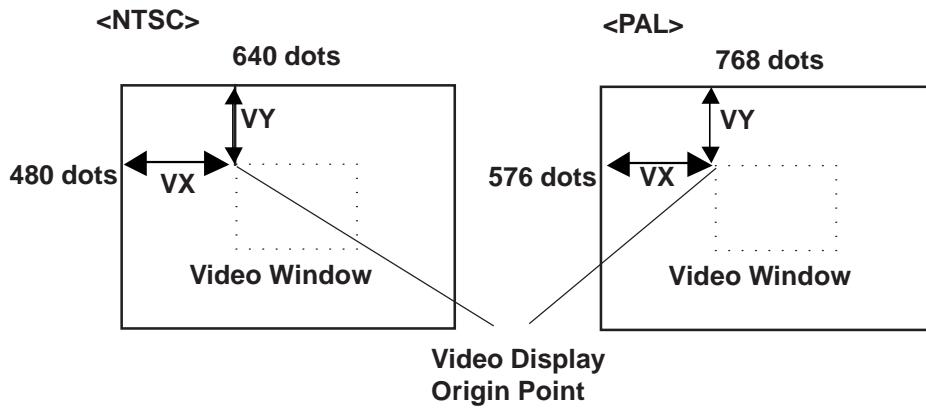 <NTSC>
640 dots
VY
480 dots
VX
Video Window
<PAL>
768 dots
VY
576 dots
VX
Video Window
Video Display
Origin Point